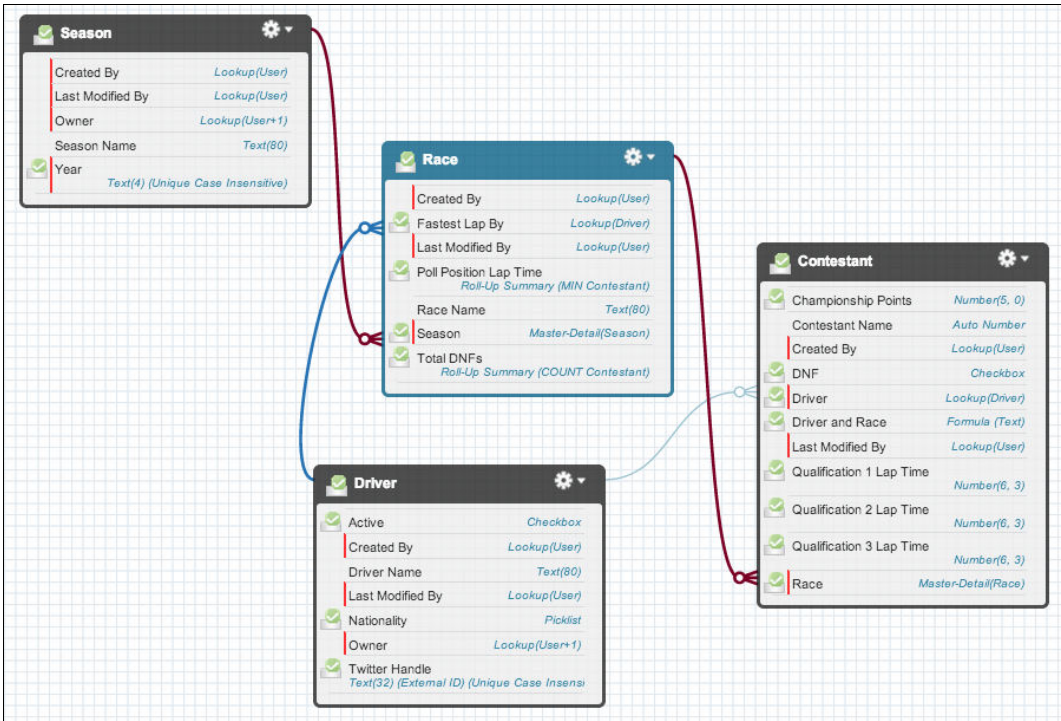 Season
Created By Lookup(User)
Last Modified By Lookup(User)
Owner Lookup(User+1)
Season Name Text(80)
Year
Text(4) (Unique Case Insensitive)
Race
Created By Lookup(User)
Fastest Lap By Lookup(Driver)
Last Modified By Lookup(User)
Poll Position Lap Time
Roll-Up Summary (MIN Contestant)
Race Name Text(80)
Season Master-Detail(Season)
Total DNFs
Roll-Up Summary (COUNT Contestant)
Contestant
Championship Points Number(5, 0)
Contestant Name Auto Number
Created By Lookup(User)
DNF Checkbox
Driver Lookup(Driver)
Driver and Race Formula (Text)
Last Modified By Lookup(User)
Qualification 1 Lap Time
Number(6, 3)
Qualification 2 Lap Time
Number(6, 3)
Qualification 3 Lap Time
Number(6, 3)
Race Master-Detail(Race)
Driver
Active Checkbox
Created By Lookup(User)
Driver Name Text(80)
Last Modified By Lookup(User)
Nationality Picklist
Owner Lookup(User+1)
Twitter Handle
Text(32) (External ID) (Unique Case Insensi